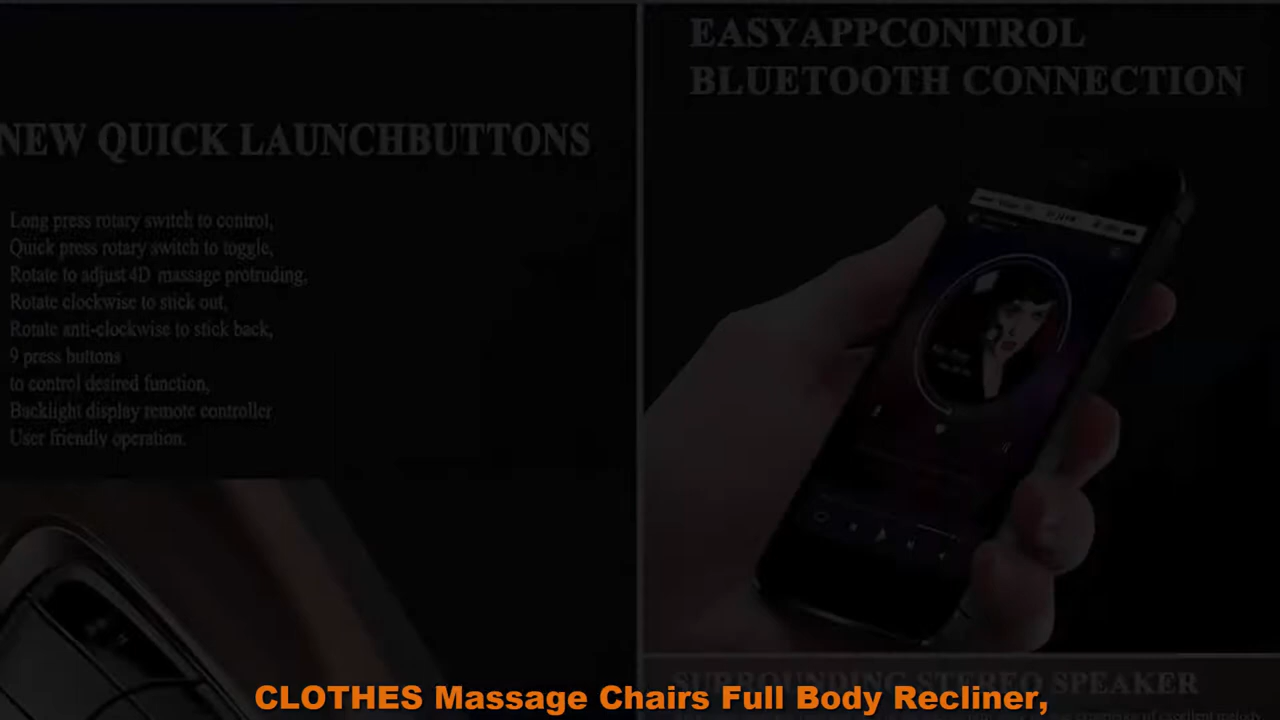 NEW QUICK LAUNCHBUTTONS
Long press rotary switch to control,
Quick press rotary switch to toggle,
Rotate to adjust 4D massage protruding,
Rotate clockwise to stick out,
Rotate anti-clockwise to stick back,
9 press buttons
to control desired function,
Backlight display remote controller
User friendly operation.
EASYAPPCONTROL
BLUETOOTH CONNECTION
SURROUNDING STEREO SPEAKER
CLOTHES Massage Chairs Full Body Recliner,